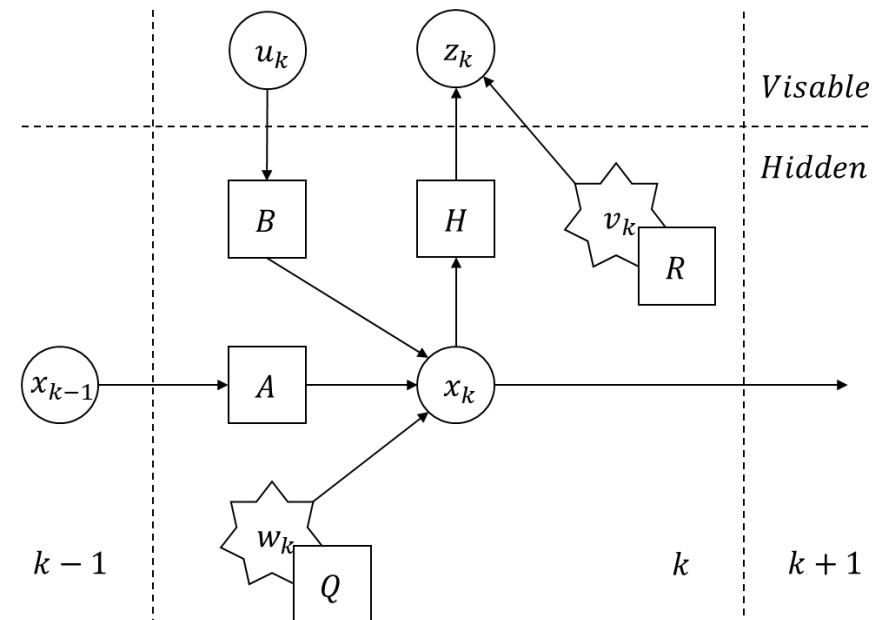 u_k
z_k
Visable
Hidden
B
H
v_k
R
x_{k-1}
A
x_k
w_k
Q
k − 1
k
k + 1